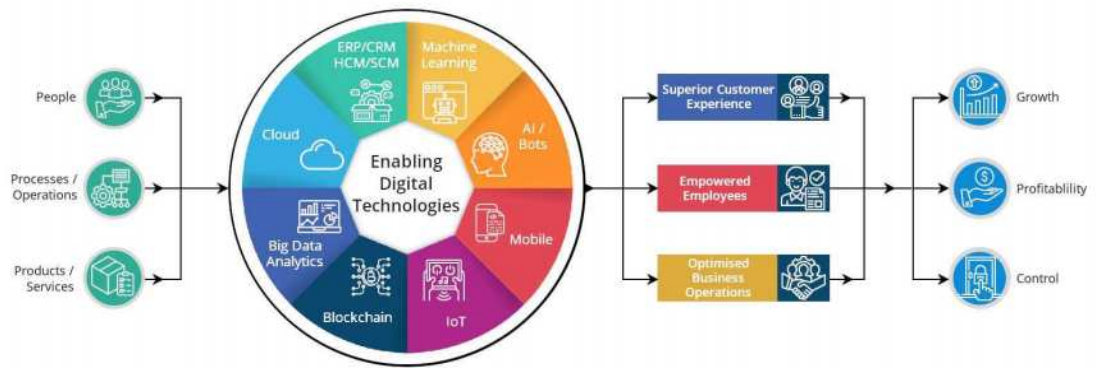 People
Processes /
Operations
Products /
Services
ERP/CRM
HCM/SCM
Machine
Learning
Cloud
AI /
Bots
Enabling
Digital
Technologies
Big Data
Analytics
Mobile
Blockchain
IoT
Superior Customer
Experience
Empowered
Employees
Optimised
Business
Operations
Growth
Profitablility
Control